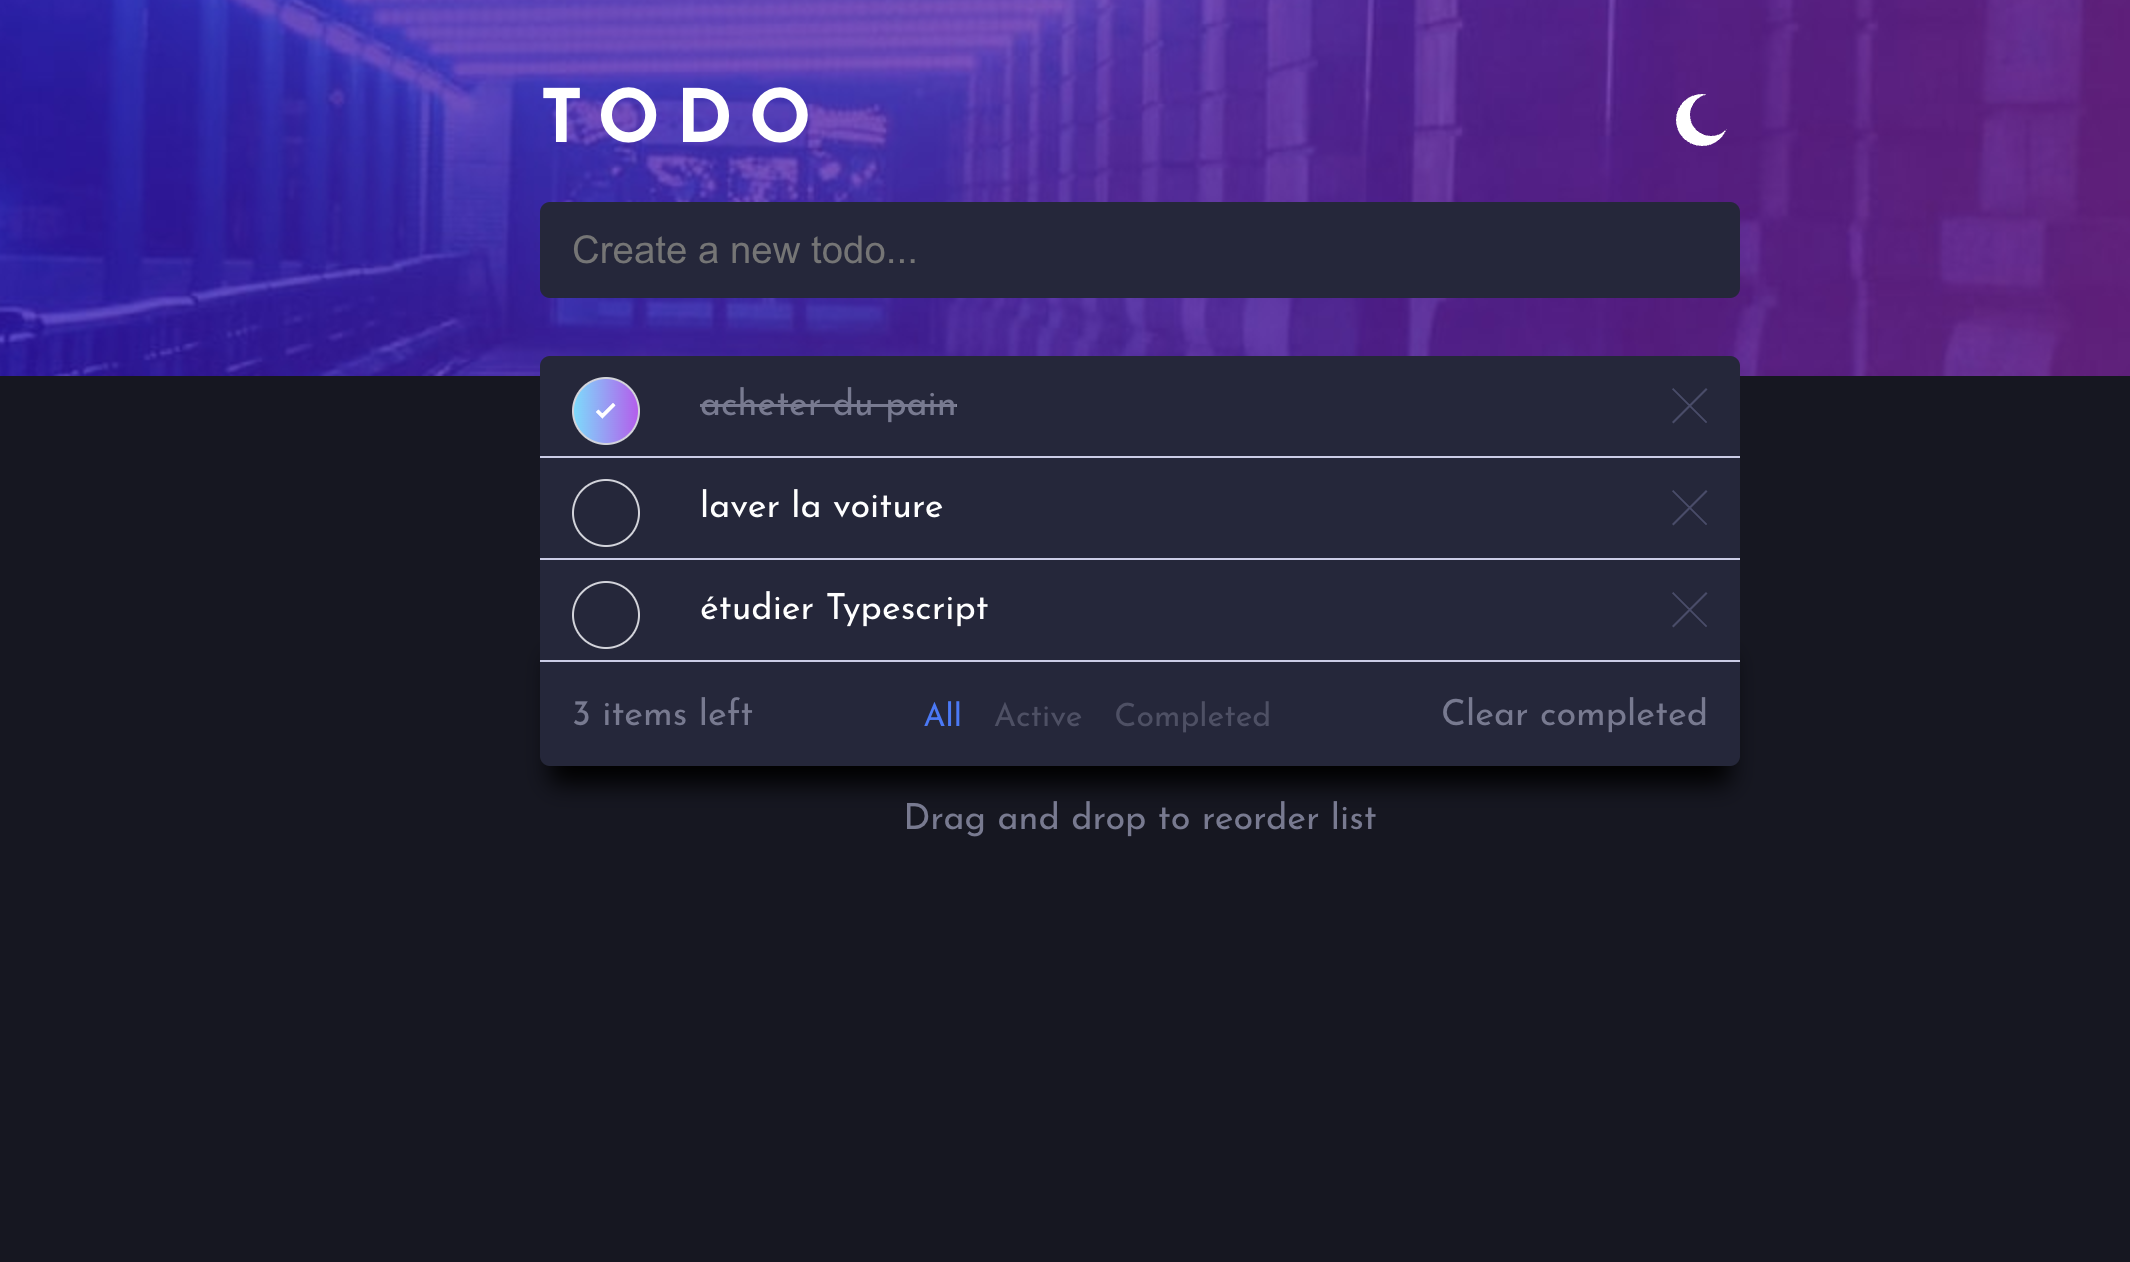 TODO
Create a new todo...
acheter du pain
laver la voiture
étudier Typescript
3 items left All Active Completed Clear completed
Drag and drop to reorder list